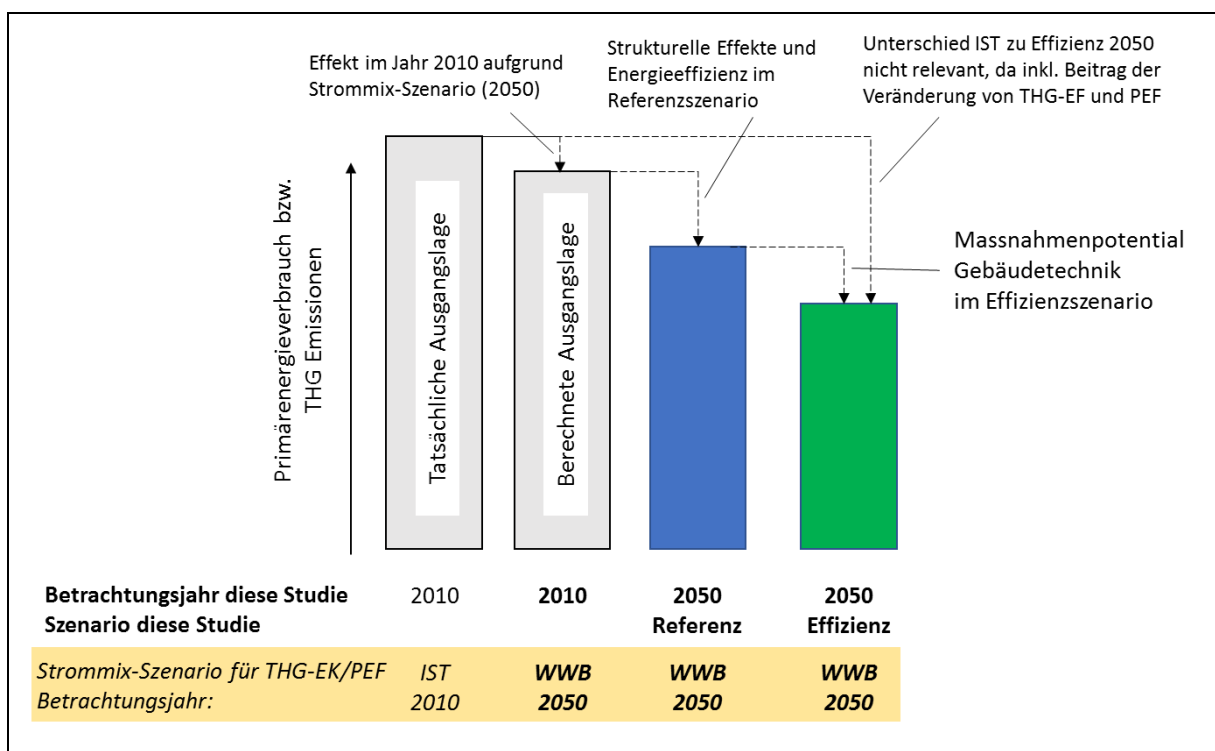 Effekt im Jahr 2010 aufgrund
Strommix-Szenario (2050)
Strukturelle Effekte und
Energieeffizienz im
Referenzszenario
Unterschied IST zu Effizienz 2050
nicht relevant, da inkl. Beitrag der
Veränderung von THG-EF und PEF
Primärenergieverbrauch bzw.
THG Emissionen
Tatsächliche Ausgangslage
Berechnete Ausgangslage
Massnahmenpotential
Gebäudetechnik
im Effizienzszenario
Betrachtungsjahr diese Studie 2010 2010 2050 2050
Szenario diese Studie Referenz Effizienz
Strommix-Szenario für THG-EK/PEF IST WWB WWB WWB
Betrachtungsjahr: 2010 2050 2050 2050